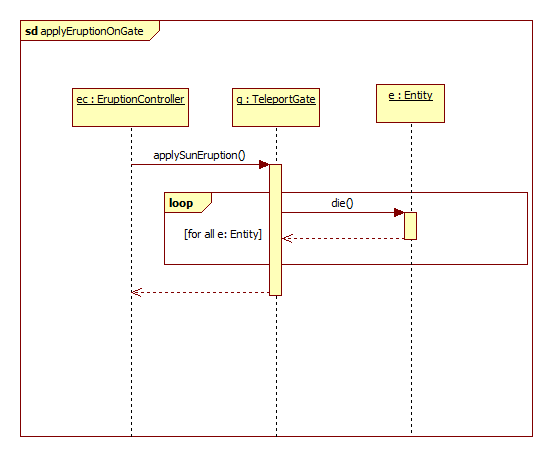 sd applyEruptionOnGate
ec : EruptionController
g : TeleportGate
e : Entity
applySunEruption()
loop
die()
[for all e: Entity]